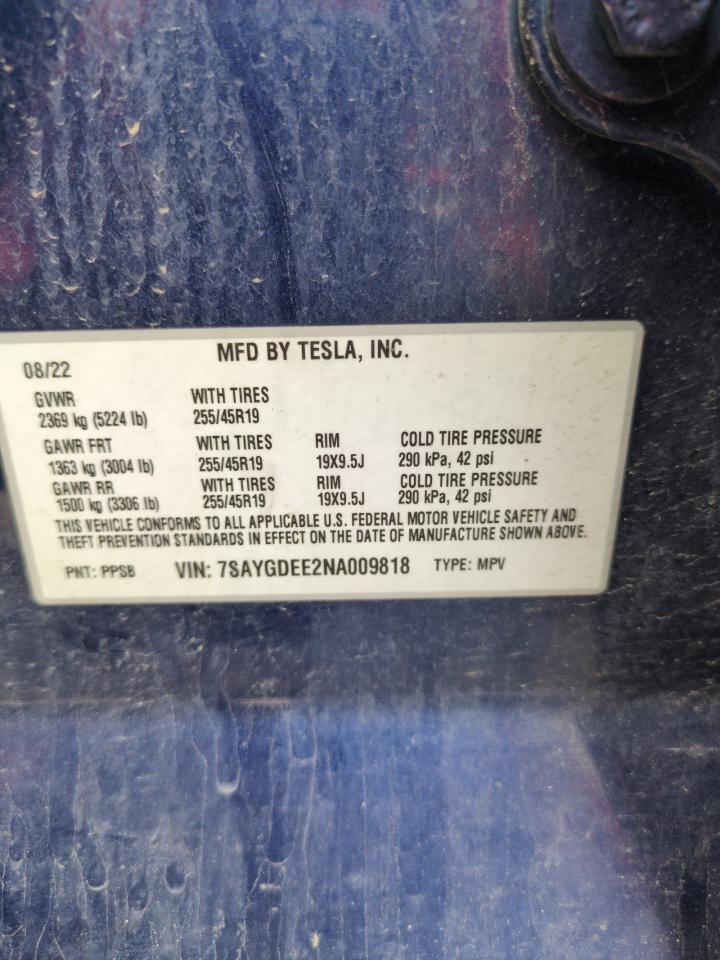 MFD BY TESLA, INC.
08/22
GVWR WITH TIRES
2369 kg (5224 lb) 255/45R19
GAWR FRT WITH TIRES RIM COLD TIRE PRESSURE
1363 kg (3004 lb) 255/45R19 19X9.5J 290 kPa, 42 psi
GAWR RR WITH TIRES RIM COLD TIRE PRESSURE
1500 kg (3306 lb) 255/45R19 19X9.5J 290 kPa, 42 psi
THIS VEHICLE CONFORMS TO ALL APPLICABLE U.S. FEDERAL MOTOR VEHICLE SAFETY AND
THEFT PREVENTION STANDARDS IN EFFECT ON THE DATE OF MANUFACTURE SHOWN ABOVE.
PNT: PPSB VIN: 7SAYGDEE2NA009818 TYPE: MPV